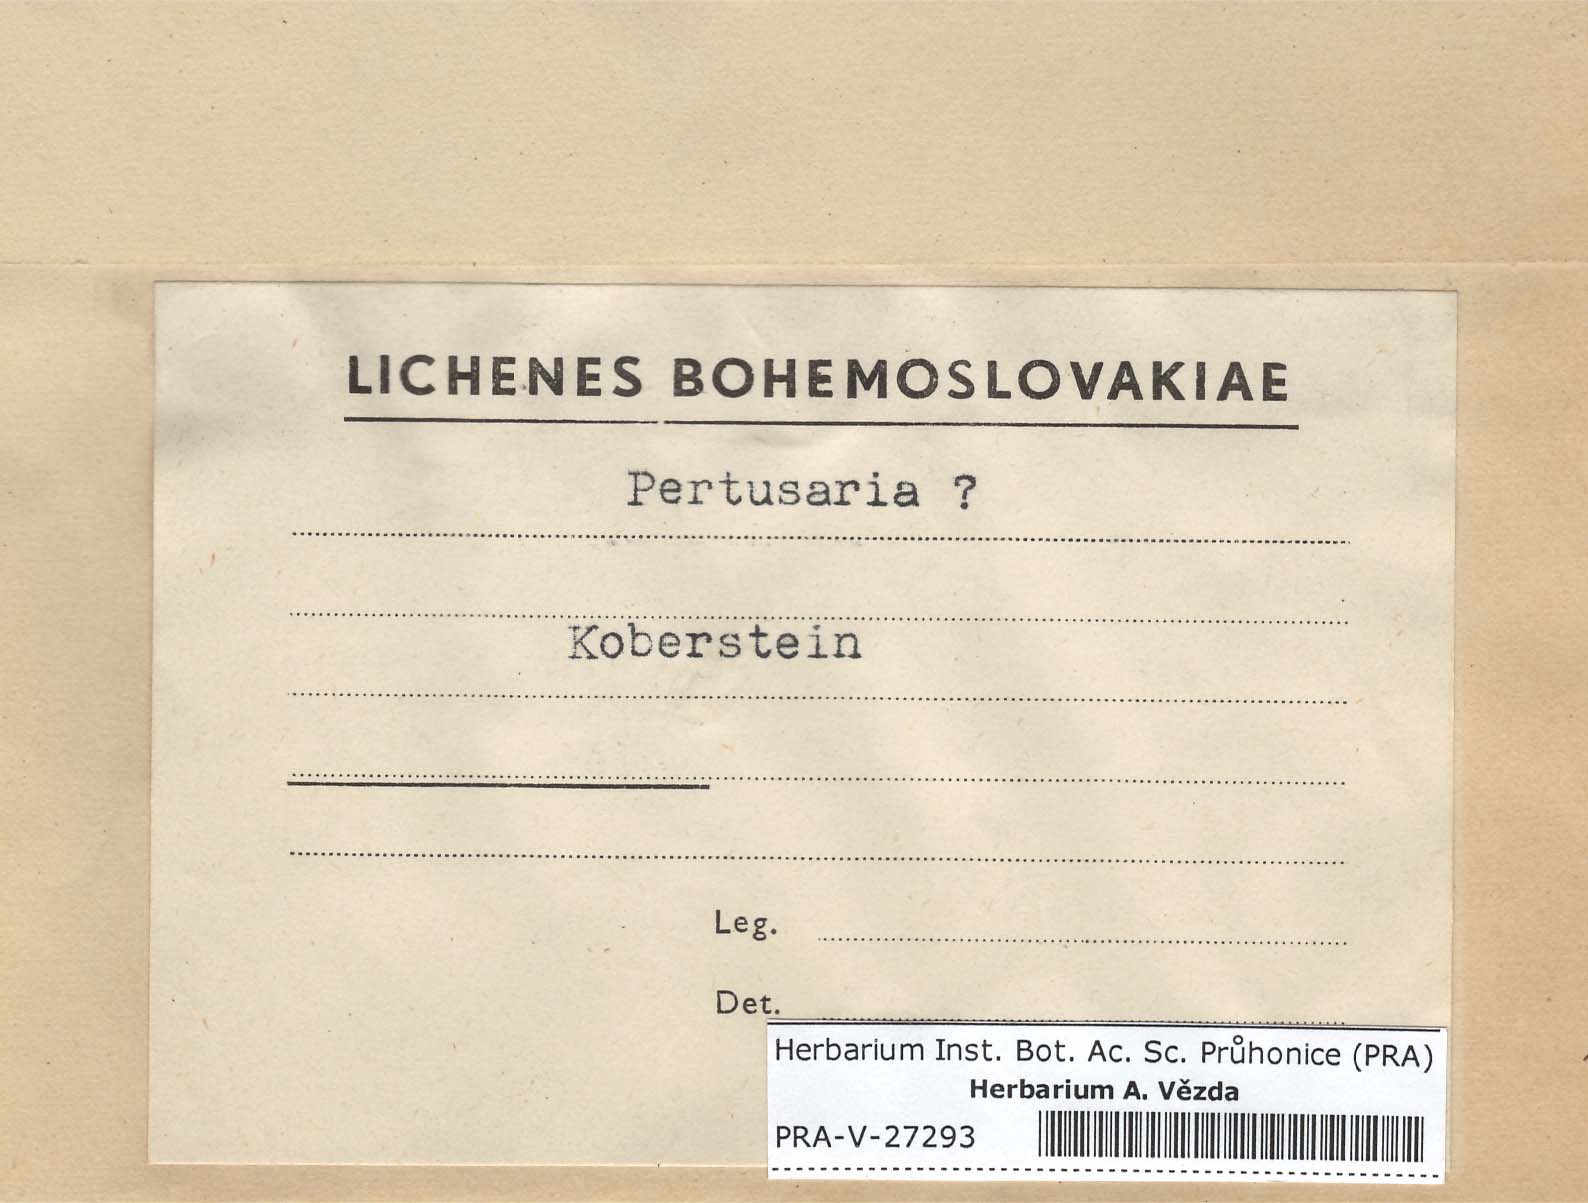 LICHENES BOHEMOSLOVAKIAE
Pertusaria ?
Koberstein
Leg.
Det.
Herbarium Inst. Bot. Ac. Sc. Průhonice (PRA)
Herbarium A. Vězda
PRA-V-27293